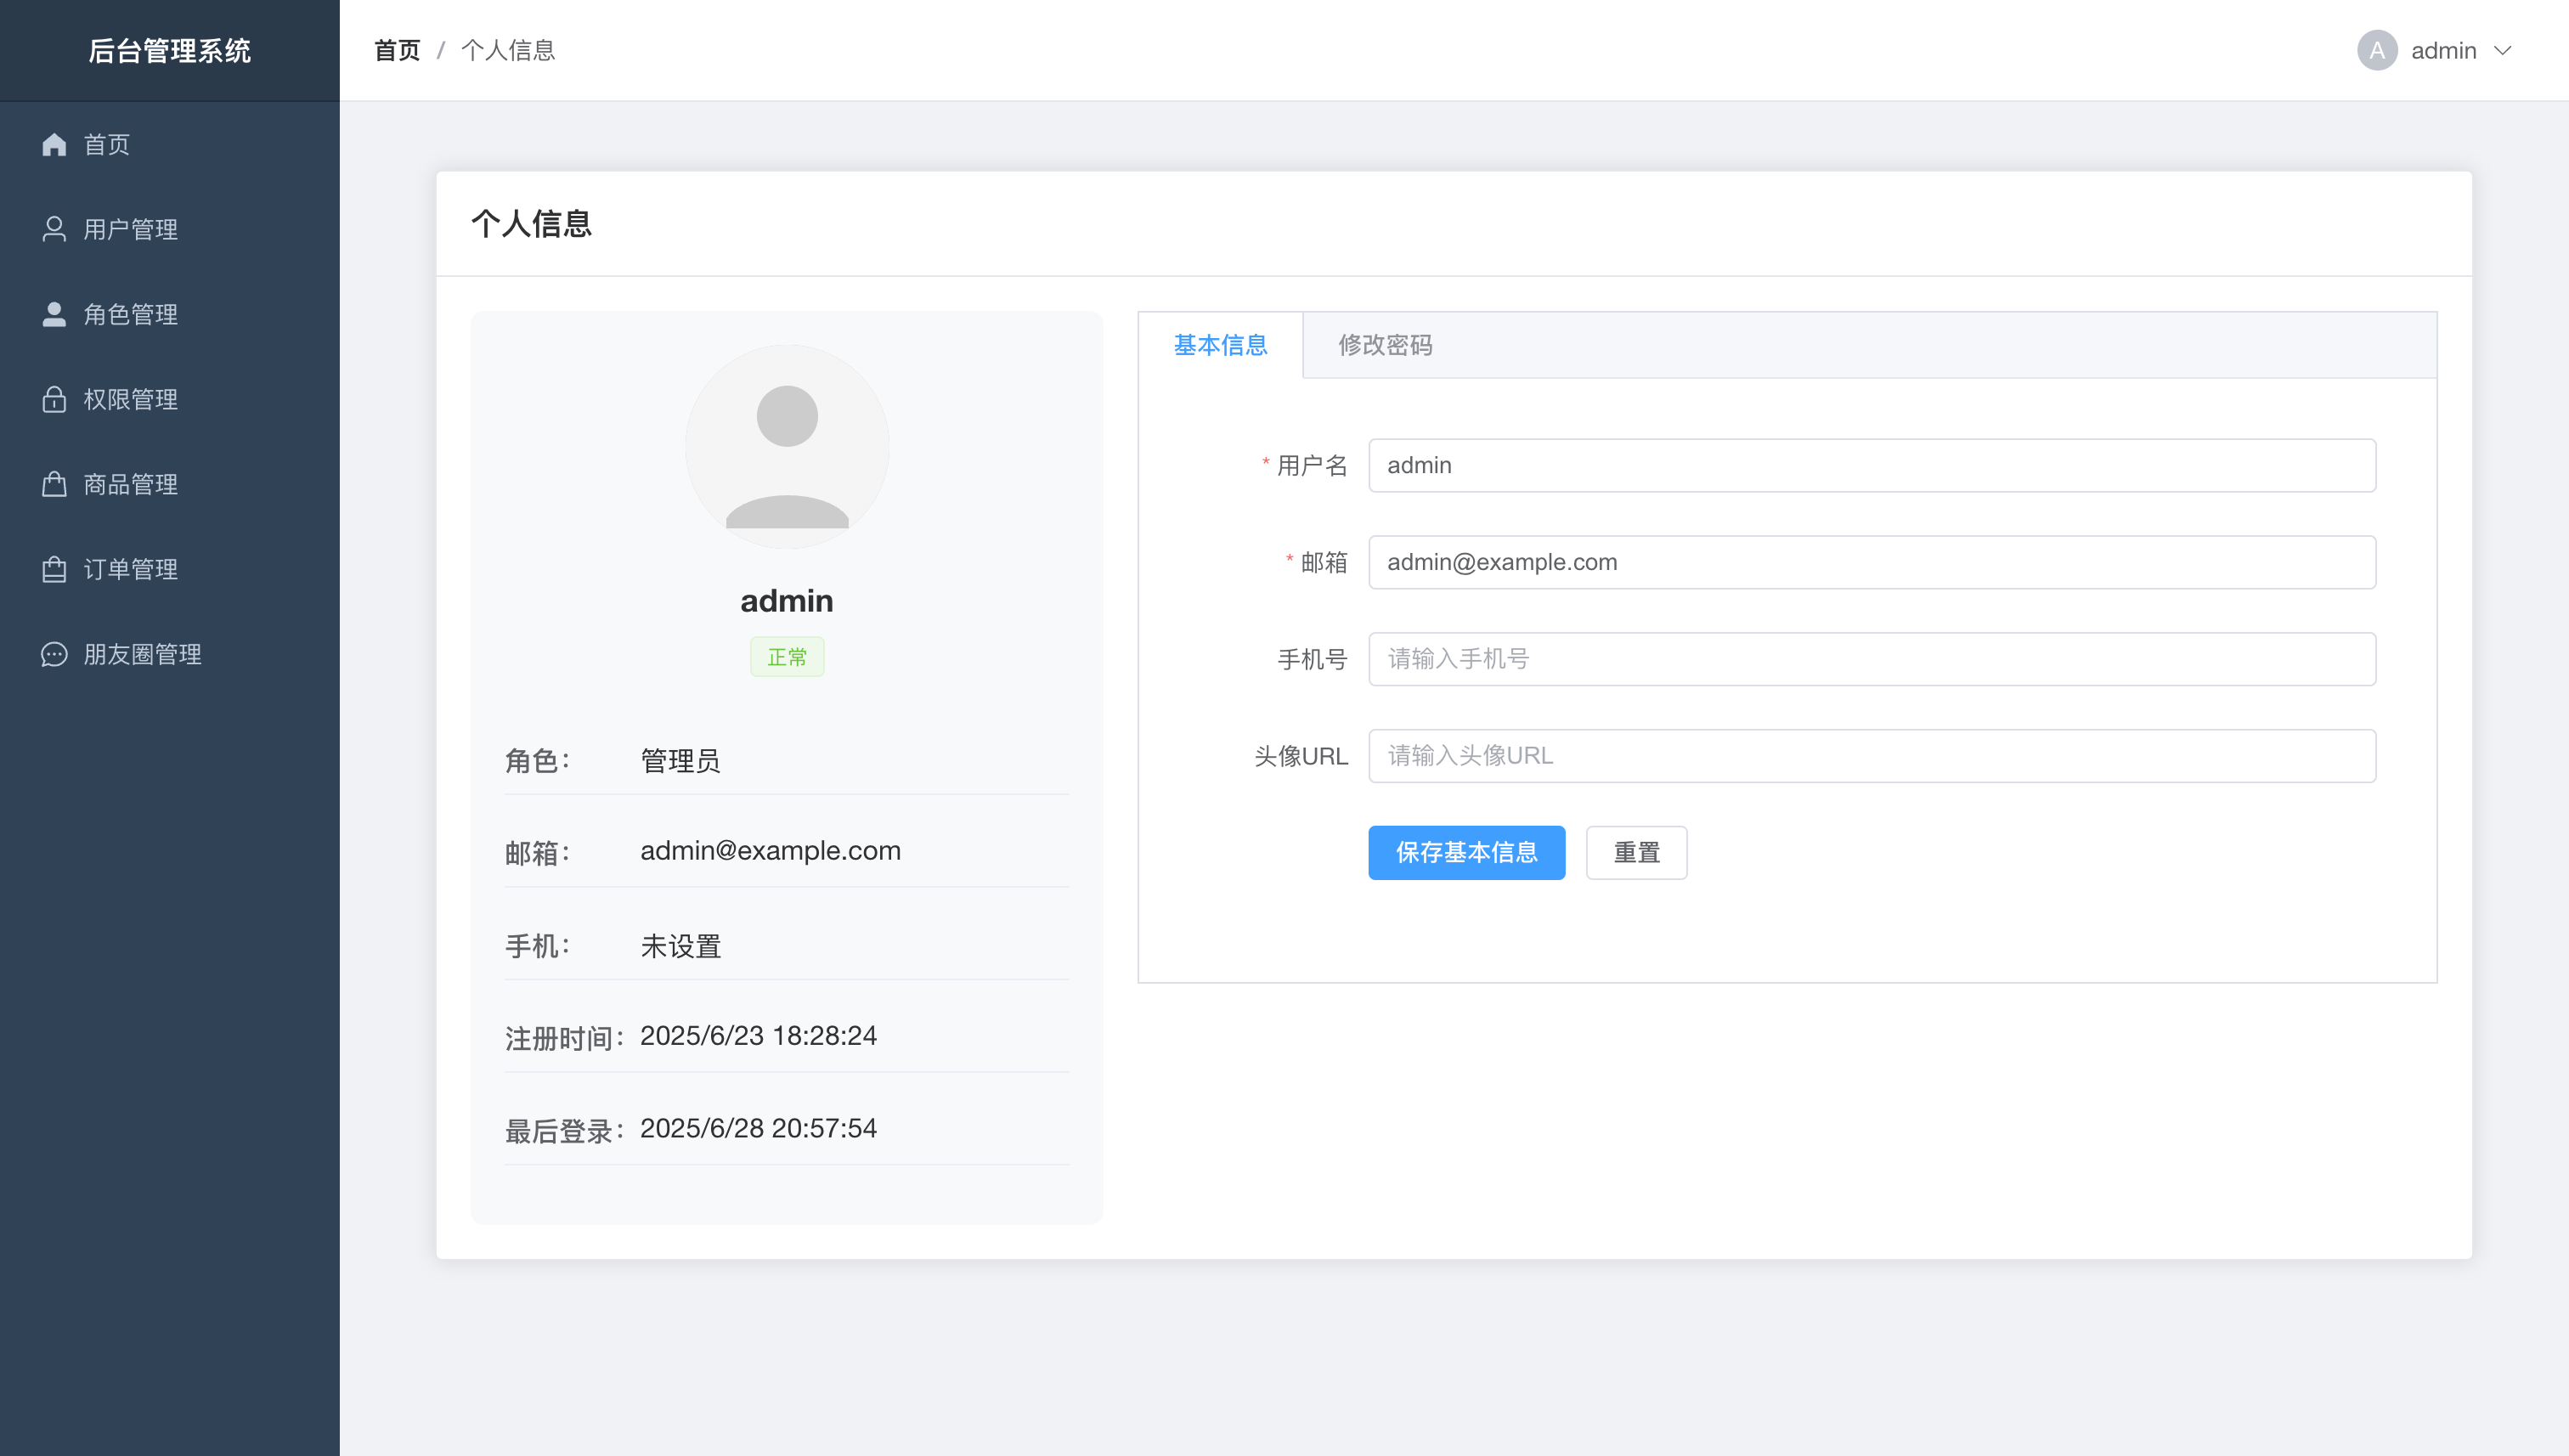 后台管理系统
首页
用户管理
角色管理
权限管理
商品管理
订单管理
朋友圈管理
首页 / 个人信息
A admin
个人信息
admin
正常
角色： 管理员
邮箱： admin@example.com
手机： 未设置
注册时间： 2025/6/23 18:28:24
最后登录： 2025/6/28 20:57:54
基本信息 修改密码
* 用户名 admin
* 邮箱 admin@example.com
手机号 请输入手机号
头像URL 请输入头像URL
保存基本信息 重置